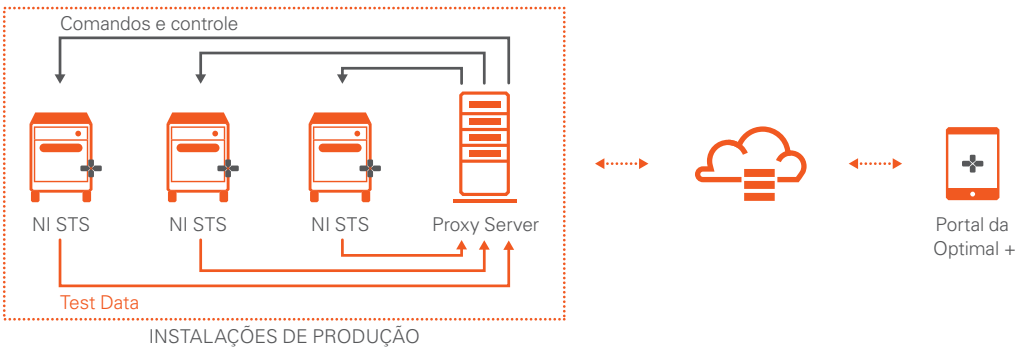 Comandos e controle
NI STS
NI STS
NI STS
Proxy Server
Portal da
Optimal +
Test Data
INSTALAÇÕES DE PRODUÇÃO